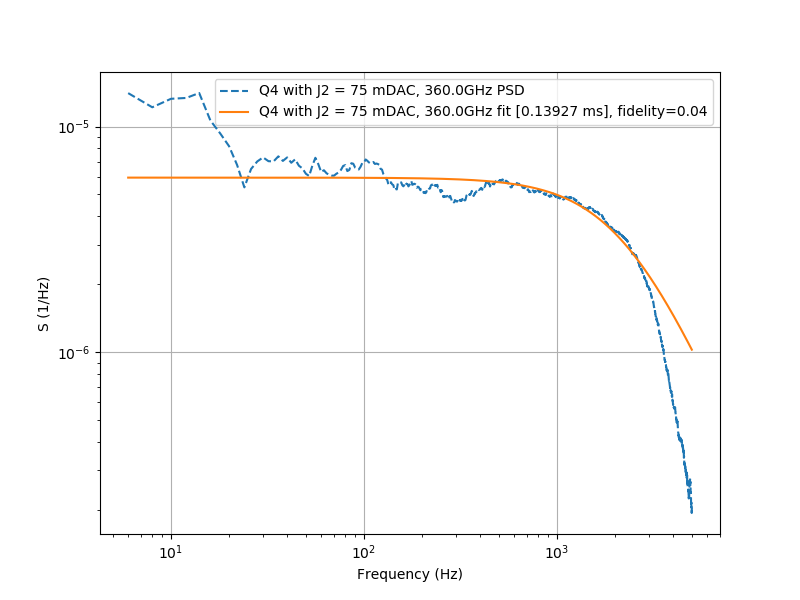 Q4 with J2 = 75 mDAC, 360.0GHz PSD
Q4 with J2 = 75 mDAC, 360.0GHz fit [0.13927 ms], fidelity=0.04
10⁻⁵
10⁻⁶
S (1/Hz)
10¹ 10² 10³
Frequency (Hz)